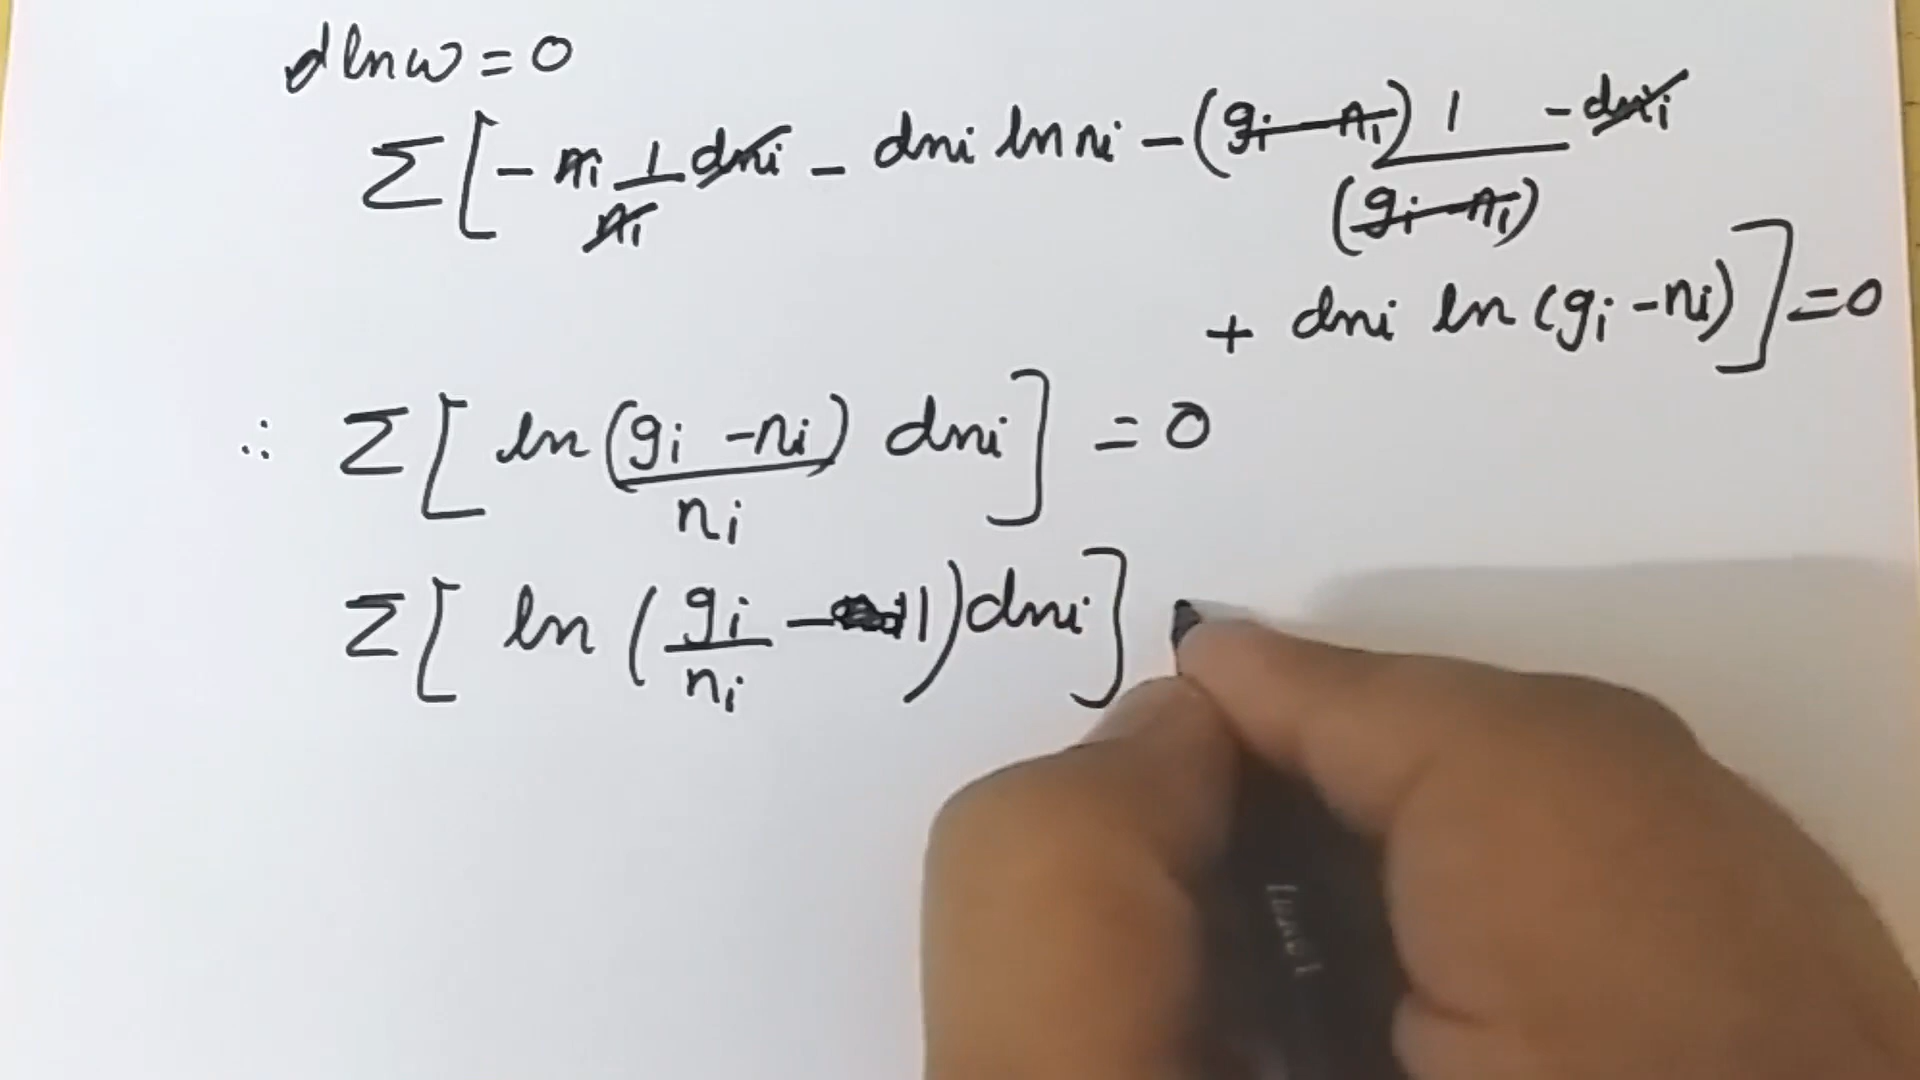 d ln w = 0
Σ [ - ni 1/ni dni - dni ln ni - (gi - ni) 1/(gi - ni) - dni
+ dni ln (gi - ni) ] = 0
∴ Σ [ ln (gi - ni)/ni dni ] = 0
Σ [ ln ( gi/ni - 1 ) dni ]